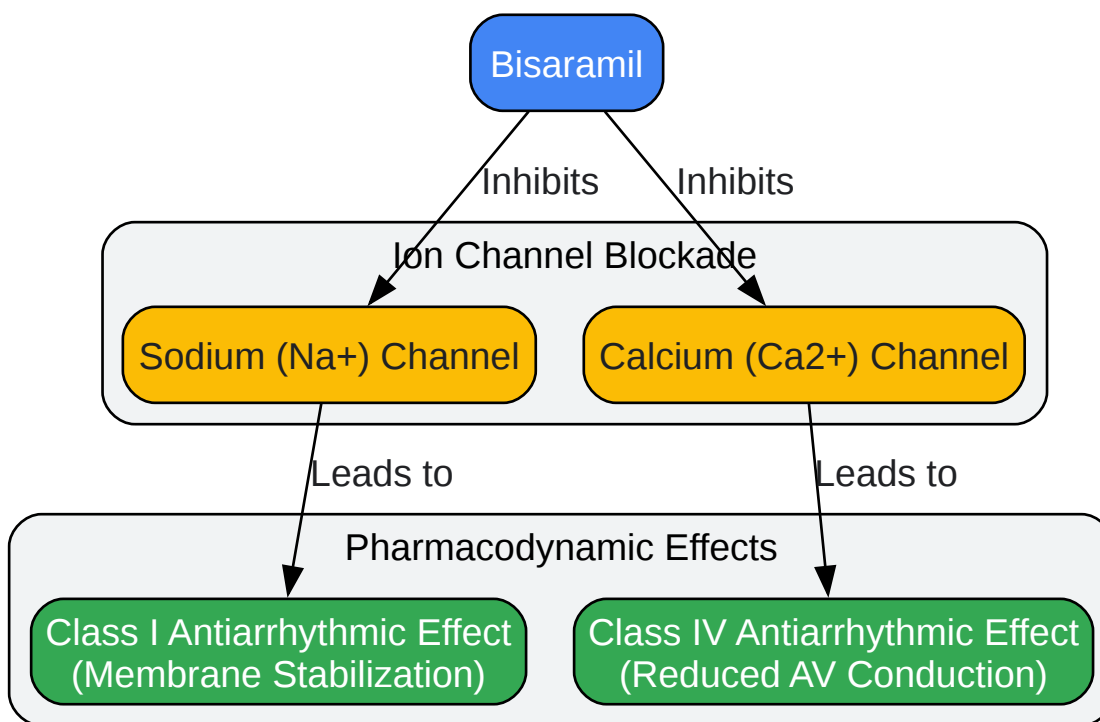 Bisaramil
Inhibits
Inhibits
Ion Channel Blockade
Sodium (Na+) Channel
Calcium (Ca2+) Channel
Leads to
Leads to
Pharmacodynamic Effects
Class I Antiarrhythmic Effect
(Membrane Stabilization)
Class IV Antiarrhythmic Effect
(Reduced AV Conduction)